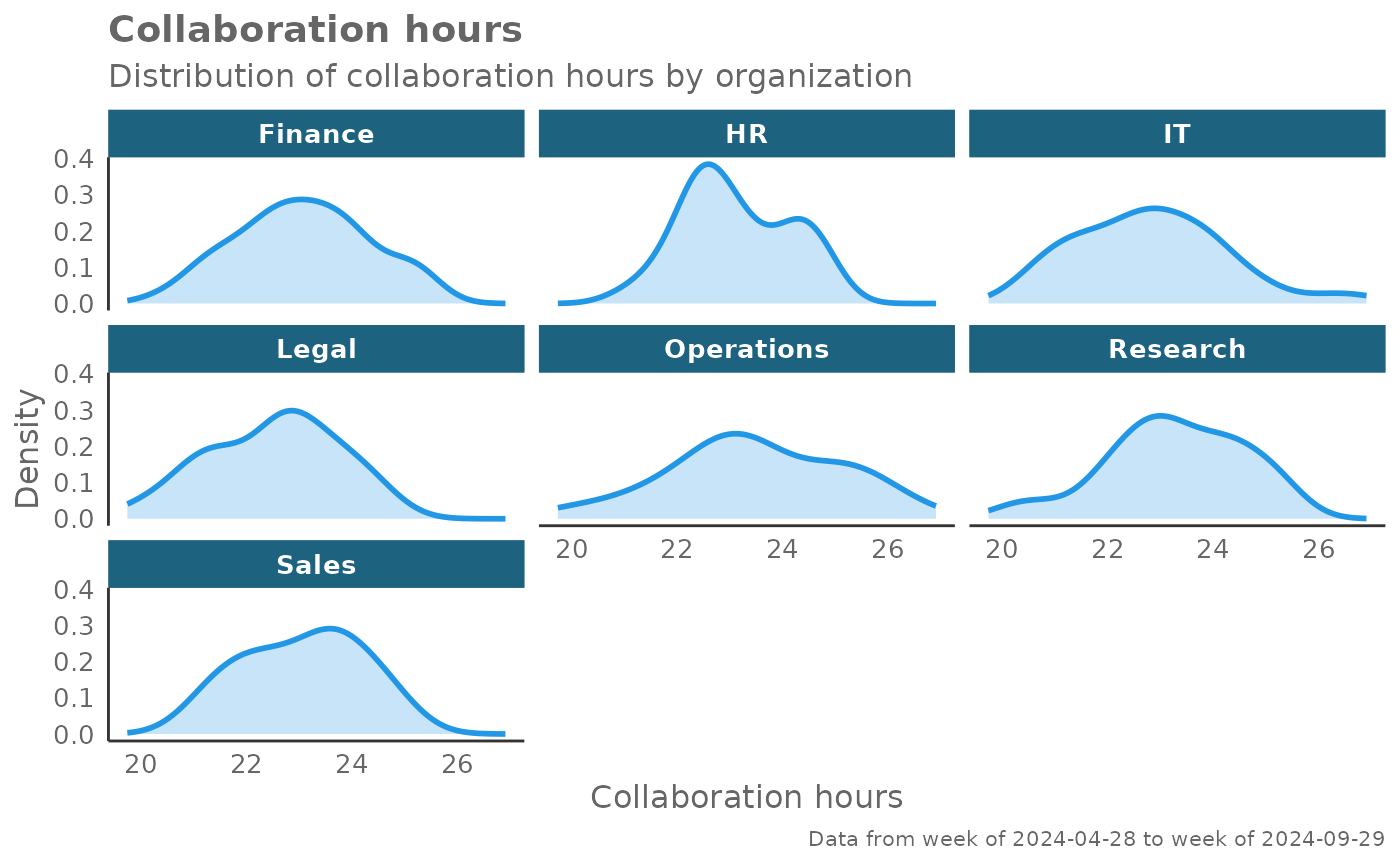 Collaboration hours
Distribution of collaboration hours by organization
Finance HR IT
0.4
0.3
0.2
0.1
0.0
Legal Operations Research
0.4
0.3
0.2
0.1
0.0
Density
20 22 24 26 20 22 24 26
Sales
0.4
0.3
0.2
0.1
0.0
20 22 24 26
Collaboration hours
Data from week of 2024-04-28 to week of 2024-09-29